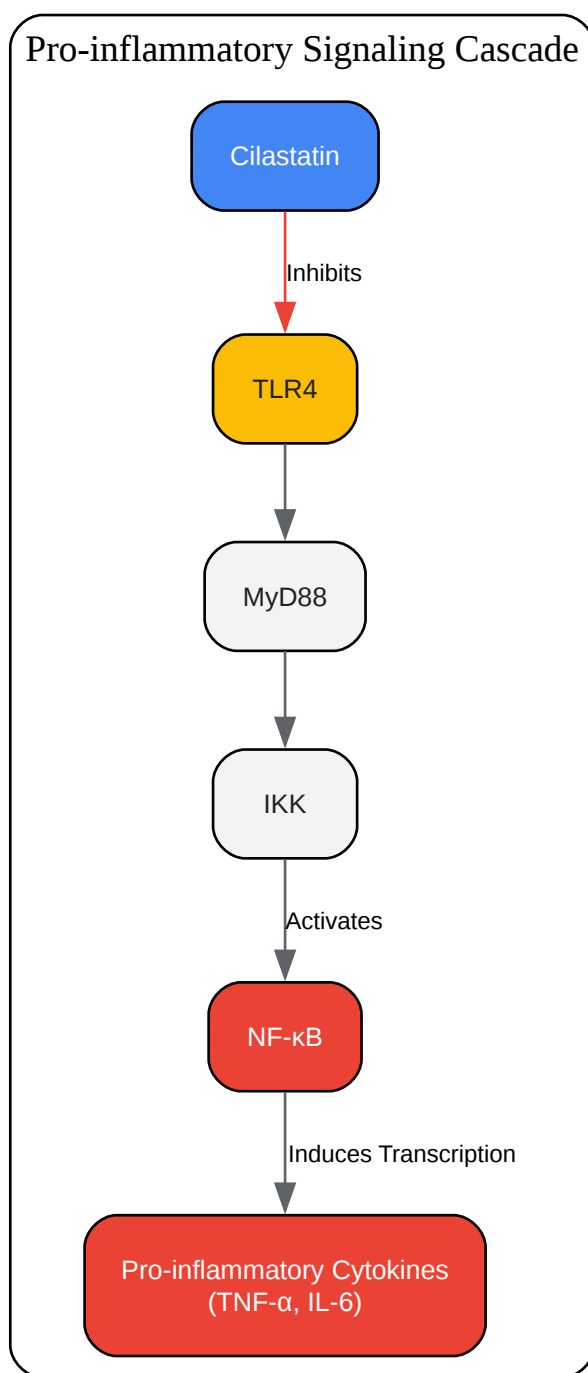 Pro-inflammatory Signaling Cascade
Cilastatin
Inhibits
TLR4
MyD88
IKK
Activates
NF-κB
Induces Transcription
Pro-inflammatory Cytokines
(TNF-α, IL-6)